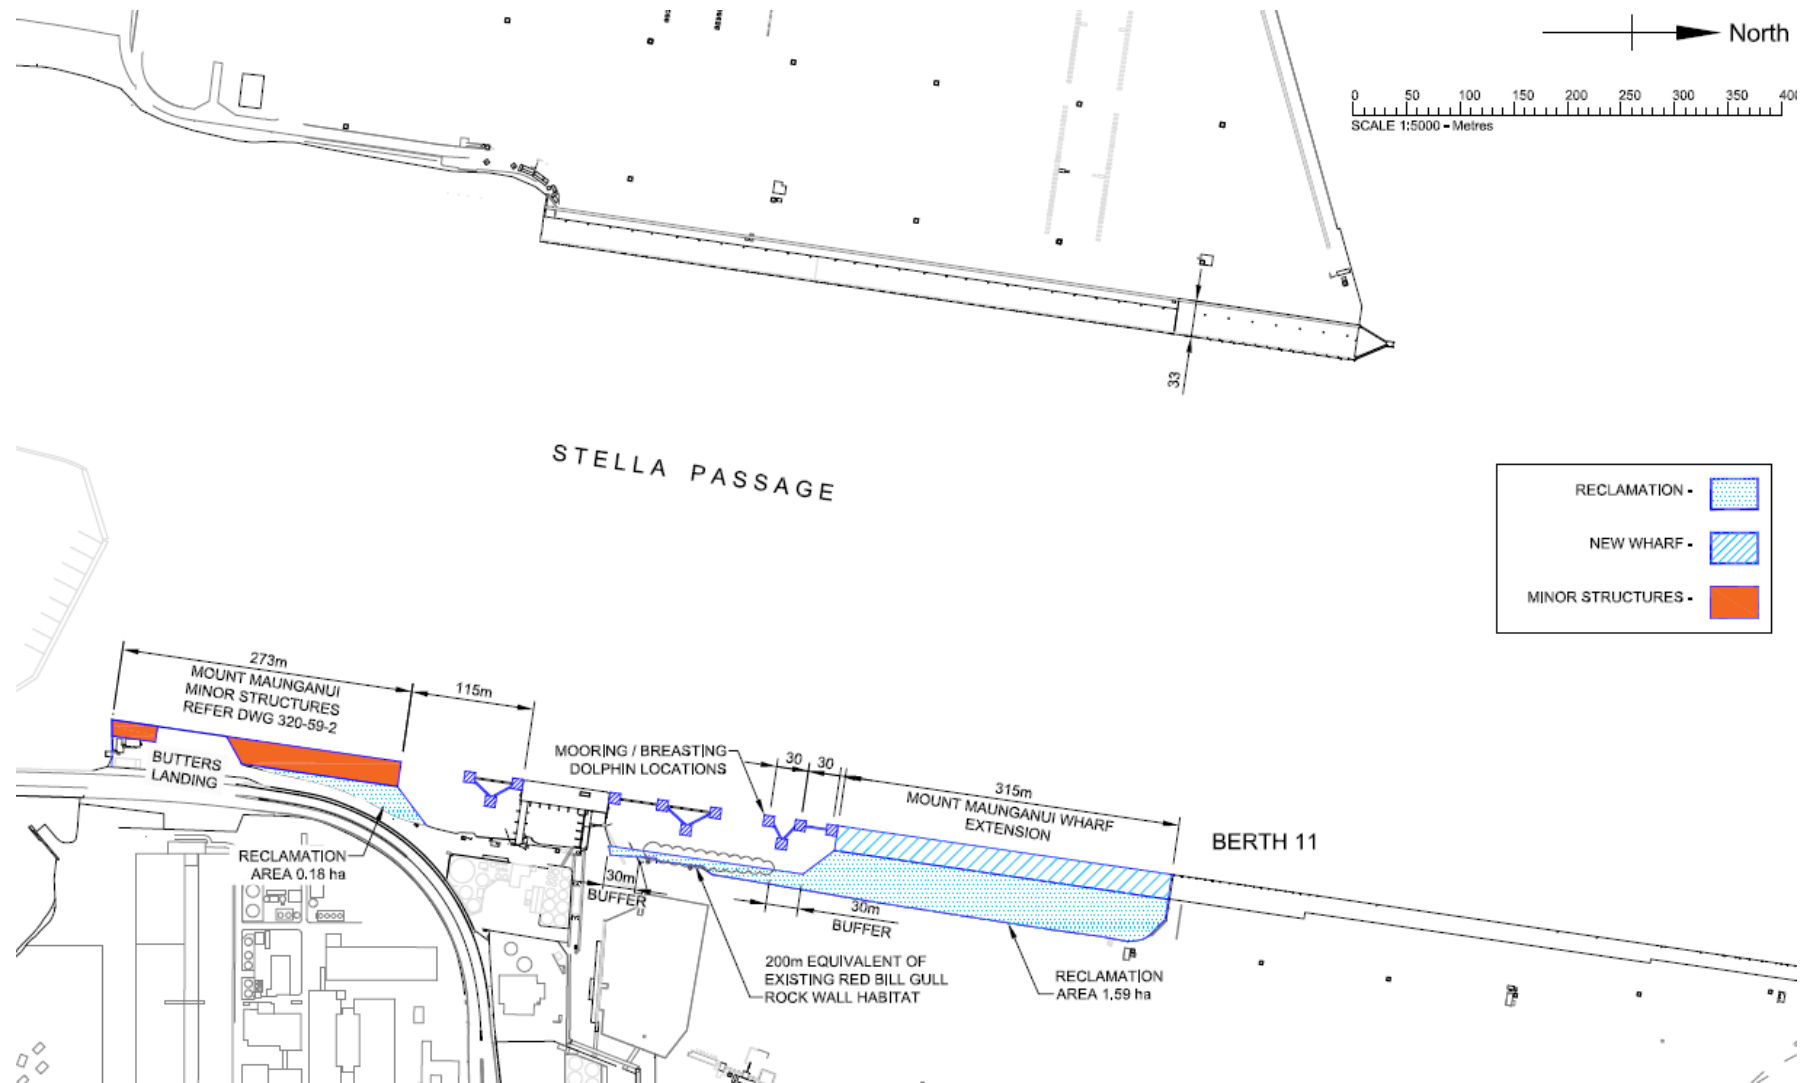 North
0 50 100 150 200 250 300 350 400
SCALE 1:5000 - Metres
33
STELLA PASSAGE
RECLAMATION -
NEW WHARF -
MINOR STRUCTURES -
273m
MOUNT MAUNGANUI
MINOR STRUCTURES
REFER DWG 320-59-2
115m
BUTTERS
LANDING
MOORING / BREASTING
DOLPHIN LOCATIONS
30 30
315m
MOUNT MAUNGANUI WHARF
EXTENSION
BERTH 11
RECLAMATION
AREA 0.18 ha
30m
BUFFER
30m
BUFFER
200m EQUIVALENT OF
EXISTING RED BILL GULL
ROCK WALL HABITAT
RECLAMATION
AREA 1.59 ha